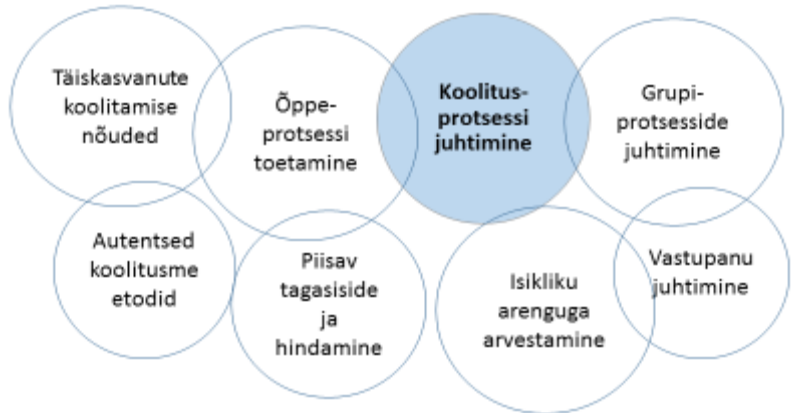 Täiskasvanute
koolitamise
nõuded
Õppe-
protsessi
toetamine
Koolitus-
protsessi
juhtimine
Grupi-
protsesside
juhtimine
Autentsed
koolitusme
etodid
Piisav
tagasiside
ja
hindamine
Isikliku
arenguga
arvestamine
Vastupanu
juhtimine